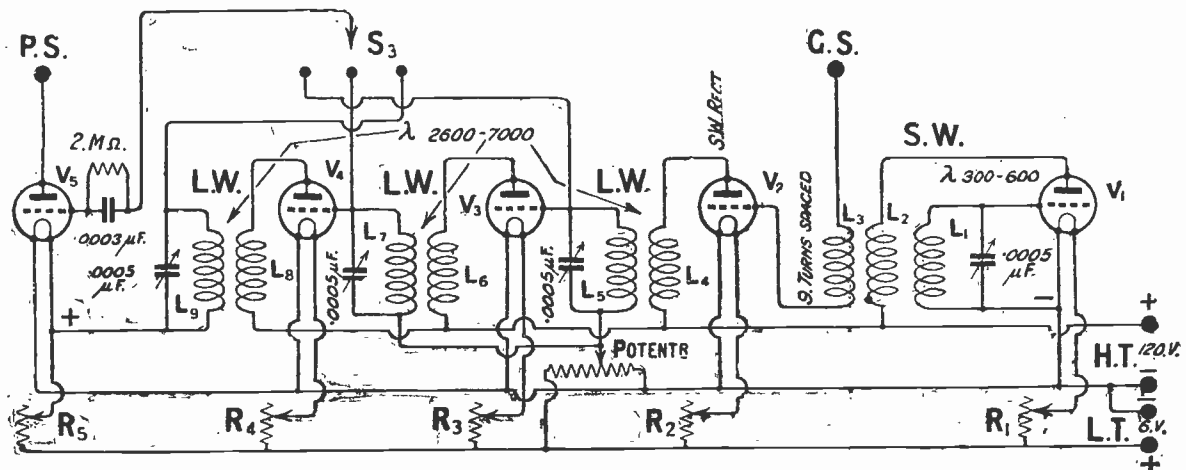 P.S.
S3
G.S.
2.MΩ.
λ 2600-7000
S.W. RECT
S.W.
λ 300-600
V5
L.W.
V4
L.W.
V3
L.W.
V2
V1
0.003 μF.
.0005 μF.
L9
L8
L7
.0005 μF.
L6
.0005 μF.
L5
L4
9. TURNS SPACED
L3
L2
L1
.0005 μF.
+
−
POTENTR
+
H.T. 120.V.
−
−
L.T. 6.V.
+
R5
R4
R3
R2
R1